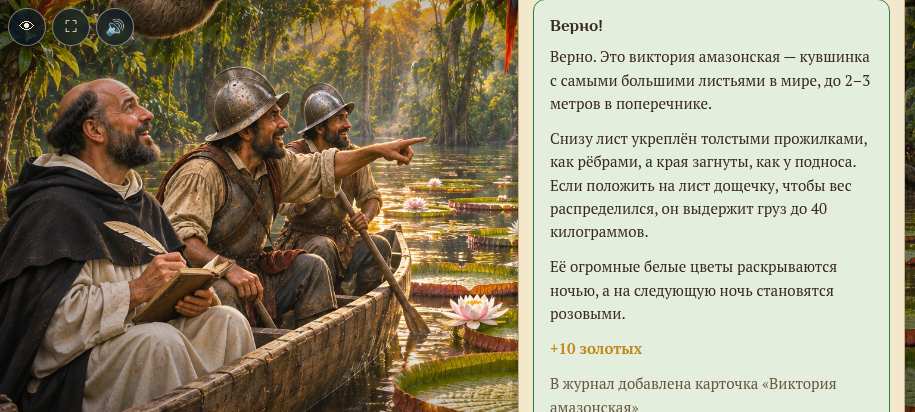 Верно!
Верно. Это виктория амазонская — кувшинка
с самыми большими листьями в мире, до 2–3
метров в поперечнике.
Снизу лист укреплён толстыми прожилками,
как рёбрами, а края загнуты, как у подноса.
Если положить на лист дощечку, чтобы вес
распределился, он выдержит груз до 40
килограммов.
Её огромные белые цветы раскрываются
ночью, а на следующую ночь становятся
розовыми.
+10 золотых
В журнал добавлена карточка «Виктория
амазонская»